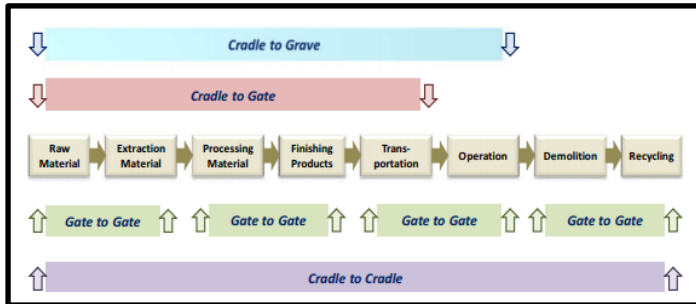 Cradle to Grave
Cradle to Gate
Raw
Material
Extraction
Material
Processing
Material
Finishing
Products
Trans-
portation
Operation
Demolition
Recycling
Gate to Gate
Gate to Gate
Gate to Gate
Gate to Gate
Cradle to Cradle